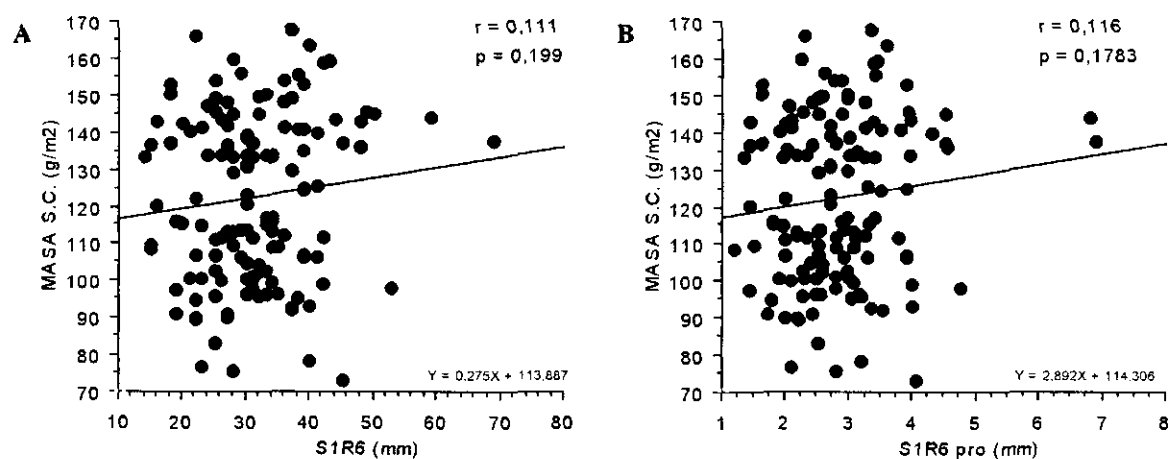 A
r = 0,111
p = 0,199
MASA S.C. (g/m2)
170
160
150
140
130
120
110
100
90
80
70
Y = 0.275X + 113.887
10 20 30 40 50 60 70 80
S1R6 (mm)
B
r = 0,116
p = 0,1783
MASA S.C. (g/m2)
170
160
150
140
130
120
110
100
90
80
70
Y = 2,892X + 114.306
1 2 3 4 5 6 7 8
S1R6 pro (mm)